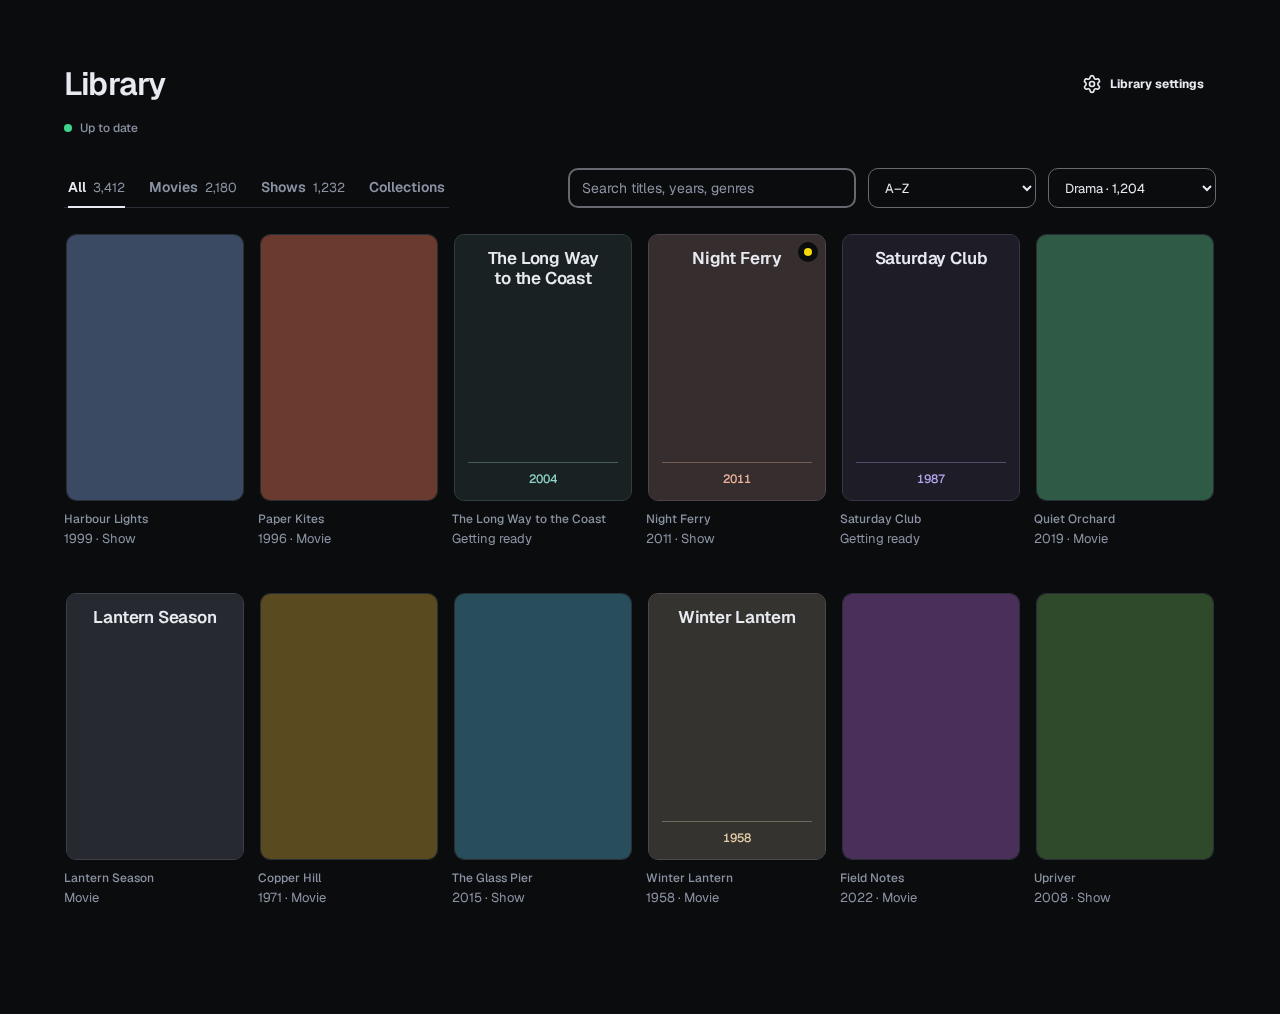 Library
Library settings
Up to date
All 3,412 Movies 2,180 Shows 1,232 Collections
Search titles, years, genres
A–Z
Drama · 1,204
The Long Way
to the Coast
2004
Night Ferry
2011
Saturday Club
1987
Harbour Lights
1999 · Show
Paper Kites
1996 · Movie
The Long Way to the Coast
Getting ready
Night Ferry
2011 · Show
Saturday Club
Getting ready
Quiet Orchard
2019 · Movie
Lantern Season
Winter Lantern
1958
Lantern Season
Movie
Copper Hill
1971 · Movie
The Glass Pier
2015 · Show
Winter Lantern
1958 · Movie
Field Notes
2022 · Movie
Upriver
2008 · Show